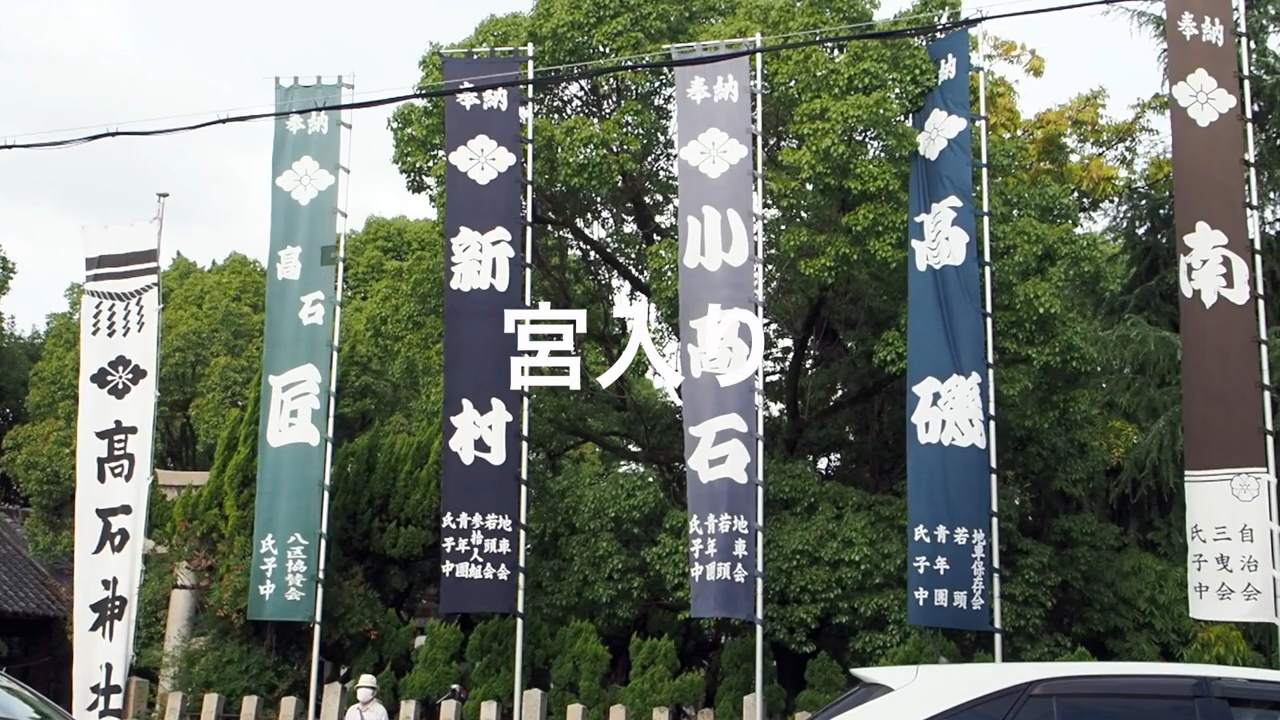 宮入り
高石神社
奉納
高石
匠
八区協賛会
氏子中
奉納
新村
地車会
若頭会
参拾人組
青年團
氏子中
奉納
小高石
地車会
若頭
青年團
氏子中
納
高磯
地車保存会
若頭
青年團
氏子中
奉納
南
自治会
三曳会
氏子中